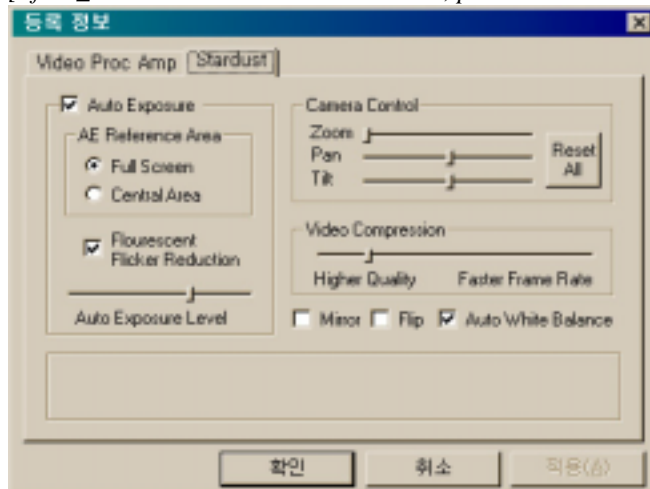 등록 정보
Video Proc Amp
Stardust
Auto Exposure
AE Reference Area
Full Screen
Central Area
Flourescent
Flicker Reduction
Auto Exposure Level
Camera Control
Zoom
Pan
Tilt
Reset
All
Video Compression
Higher Quality
Faster Frame Rate
Mirror
Flip
Auto White Balance
확인
취소
적용(A)